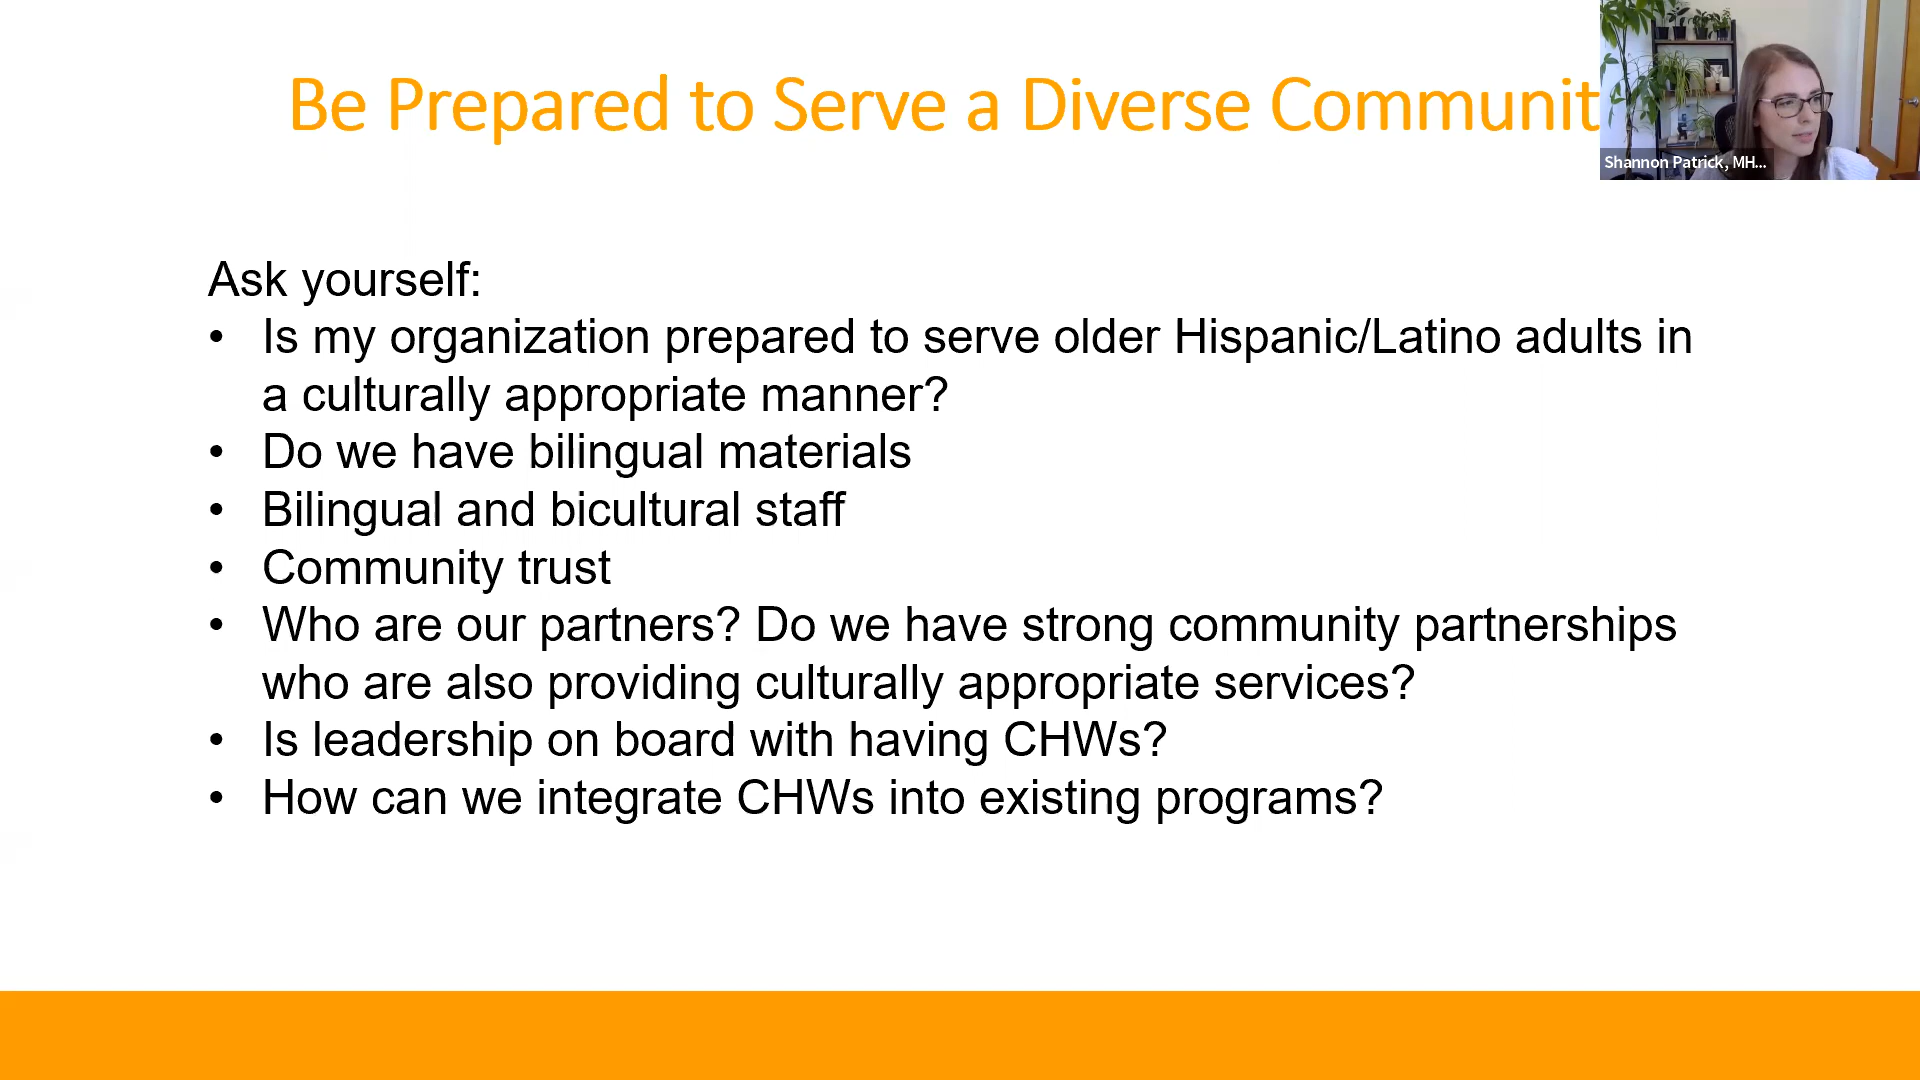 Be Prepared to Serve a Diverse Communit
Shannon Patrick, MH...
Ask yourself:
• Is my organization prepared to serve older Hispanic/Latino adults in
a culturally appropriate manner?
• Do we have bilingual materials
• Bilingual and bicultural staff
• Community trust
• Who are our partners? Do we have strong community partnerships
who are also providing culturally appropriate services?
• Is leadership on board with having CHWs?
• How can we integrate CHWs into existing programs?